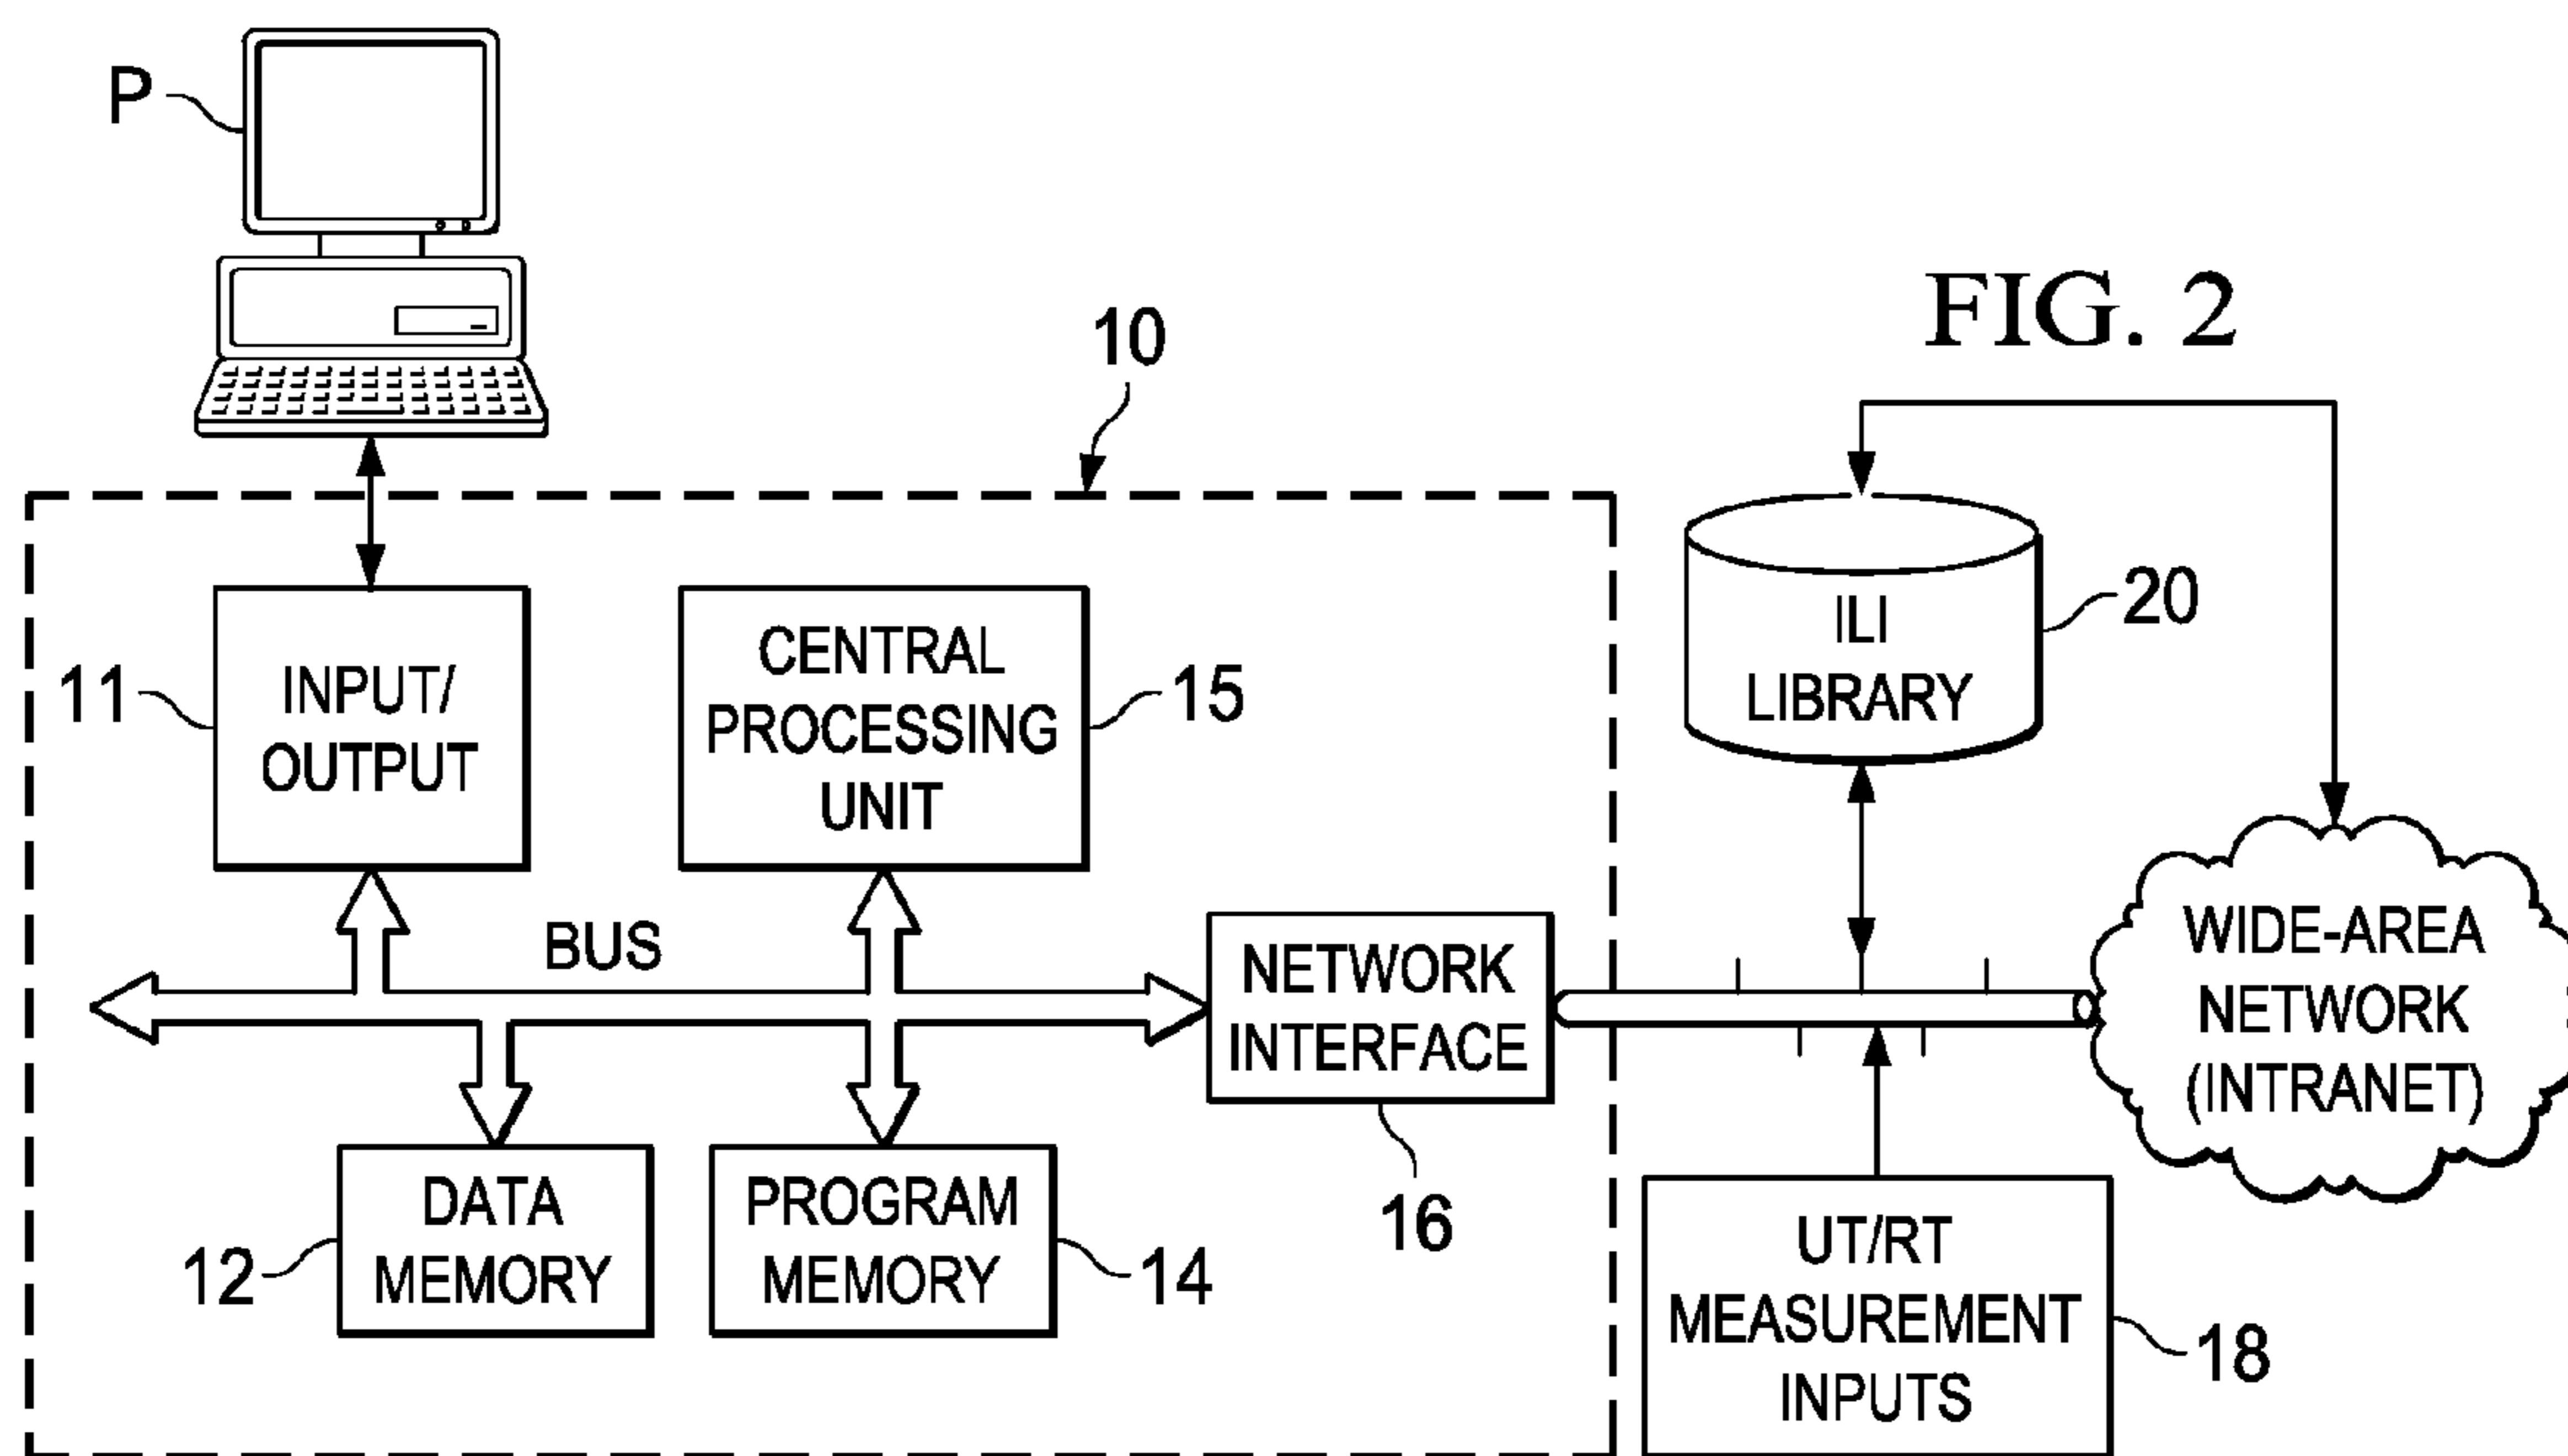 P
FIG. 2
10
11
INPUT/
OUTPUT
CENTRAL
PROCESSING
UNIT
15
ILI
LIBRARY
20
BUS
NETWORK
INTERFACE
16
WIDE-AREA
NETWORK
(INTRANET)
12
DATA
MEMORY
PROGRAM
MEMORY
14
UT/RT
MEASUREMENT
INPUTS
18